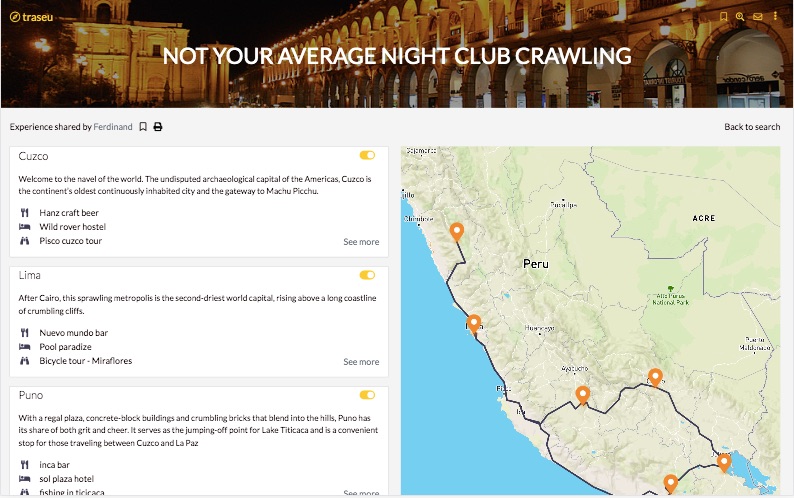 traseu
NOT YOUR AVERAGE NIGHT CLUB CRAWLING
Experience shared by Ferdinand
Back to search
Cuzco
Welcome to the navel of the world. The undisputed archaeological capital of the Americas, Cuzco is
the continent's oldest continuously inhabited city and the gateway to Machu Picchu.
Hanz craft beer
Wild rover hostel
Pisco cuzco tour
See more
Lima
After Cairo, this sprawling metropolis is the second-driest world capital, rising above a long coastline
of crumbling cliffs.
Nuevo mundo bar
Pool paradize
Bicycle tour - Miraflores
See more
Puno
With a regal plaza, concrete-block buildings and crumbling bricks that blend into the hills, Puno has
its share of both grit and cheer. It serves as the jumping-off point for Lake Titicaca and is a convenient
stop for those traveling between Cuzco and La Paz
inca bar
sol plaza hotel
fishing in ticicaca
See more
Cajamarca
Chimbote
Pucallpa
ACRE
Peru
Alto Purús
National Park
Huancayo
Puerto
Maldonado
Ayacucho
Ica